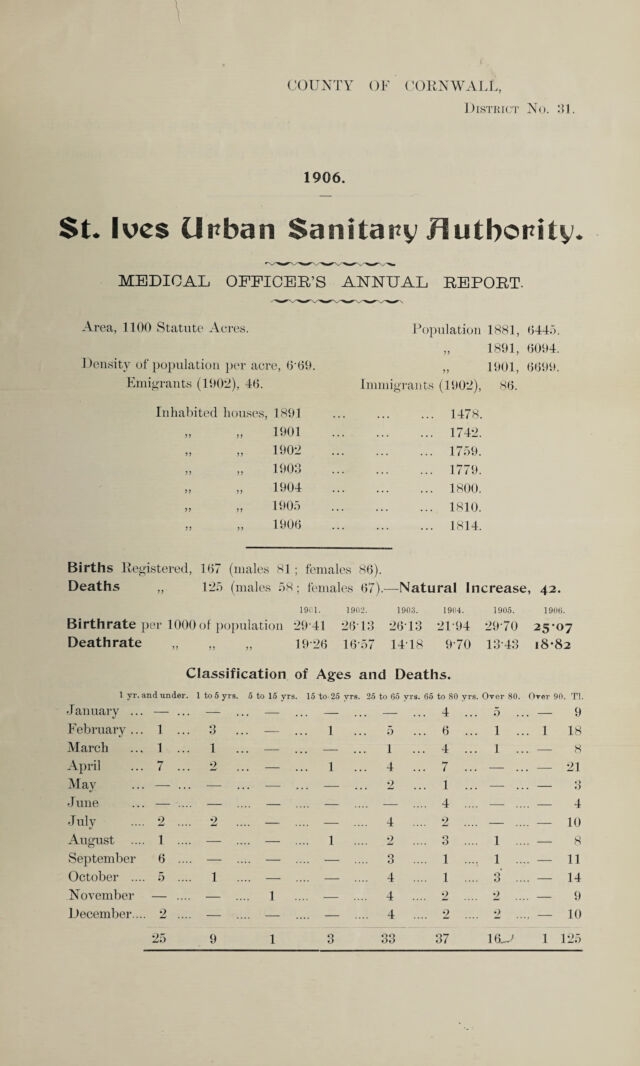 COUNTY OF CORNWALL,
DISTRICT No. 31.
1906.
St. Ives Urban Sanitary Authority.
MEDICAL OFFICER'S ANNUAL REPORT.
Area, 1100 Statute Acres. Population 1881, 6445.
„ 1891, 6094.
Density of population per acre, 6·69. „ 1901, 6699.
Emigrants (1902), 46. Immigrants (1902), 86.
Inhabited houses, 1891 ... ... ... 1478.
„ „ 1901 ... ... ... 1742.
„ „ 1902 ... ... ... 1759.
„ „ 1903 ... ... ... 1779.
„ „ 1904 ... ... ... 1800.
„ „ 1905 ... ... ... 1810.
„ „ 1906 ... ... ... 1814.
Births Registered, 167 (males 81; females 86).
Deaths „ 125 (males 58; females 67).—Natural Increase, 42.
1901. 1902. 1903. 1904. 1905. 1906.
Birthrate per 1000 of population 29·41 26·13 26·13 21·94 29·70 25·07
Deathrate „ „ „ 19·26 16·57 14·18 9·70 13·43 18·82
Classification of Ages and Deaths.
1 yr. and under. 1 to 5 yrs. 5 to 15 yrs. 15 to 25 yrs. 25 to 65 yrs. 65 to 80 yrs. Over 80. Over 90. Tl.
January ... — ... — ... — ... — ... — ... 4 ... 5 ... — 9
February ... 1 ... 3 ... — ... 1 ... 5 ... 6 ... 1 ... 1 18
March ... 1 ... 1 ... — ... — ... 1 ... 4 ... 1 ... — 8
April ... 7 ... 2 ... — ... 1 ... 4 ... 7 ... — ... — 21
May ... — ... — ... — ... — ... 2 ... 1 ... — ... — 3
June ... — .... — .... — .... — .... — .... 4 .... — .... — 4
July .... 2 .... 2 .... — .... — .... 4 .... 2 .... — .... — 10
August .... 1 .... — .... — .... 1 .... 2 .... 3 .... 1 .... — 8
September 6 .... — .... — .... — .... 3 .... 1 .... 1 .... — 11
October .... 5 .... 1 .... — .... — .... 4 .... 1 .... 3 .... — 14
November — .... — .... 1 .... — .... 4 .... 2 .... 2 .... — 9
December.... 2 .... — .... — .... — .... 4 .... 2 .... 2 .... — 10
25 9 1 3 33 37 16 1 125